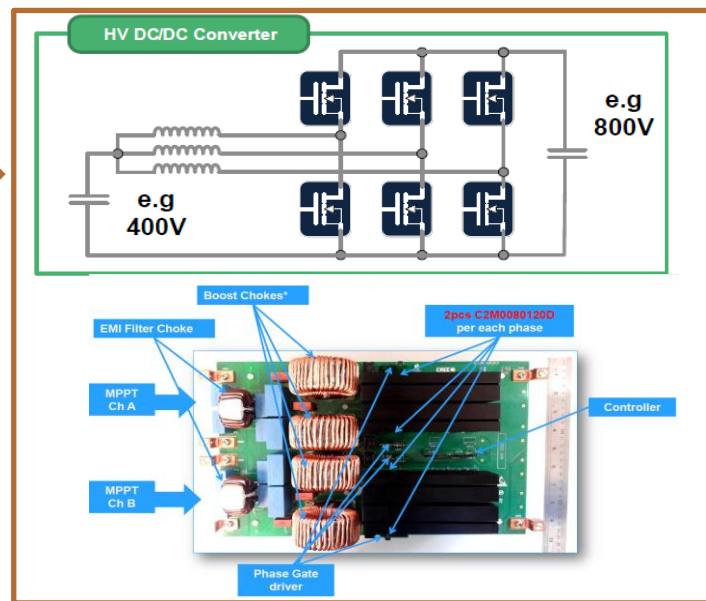 HV DC/DC Converter
e.g
800V
e.g
400V
Boost Chokes*
EMI Filter Choke
2pcs C2M0080120D
per each phase
MPPT
Ch A
Controller
MPPT
Ch B
Phase Gate
driver
CREE